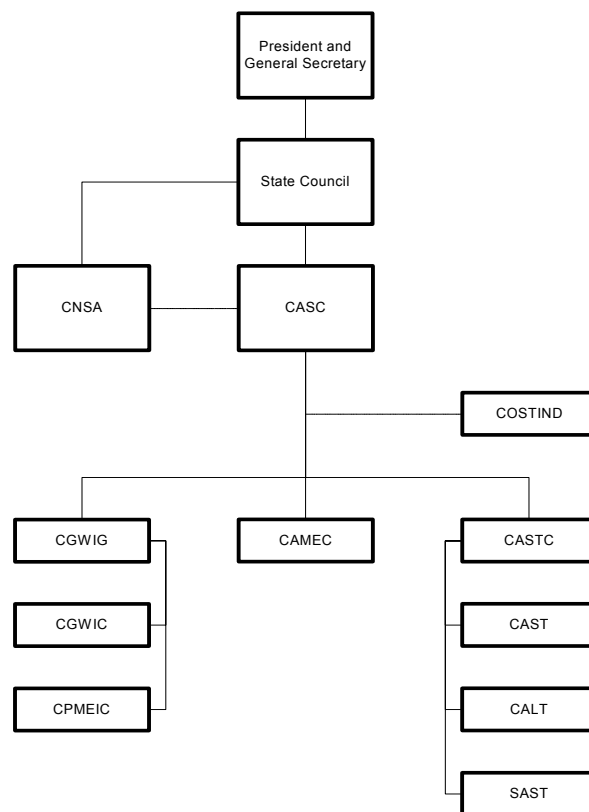 President and
General Secretary
State Council
CNSA
CASC
COSTIND
CGWIG
CAMEC
CASTC
CGWIC
CAST
CPMEIC
CALT
SAST